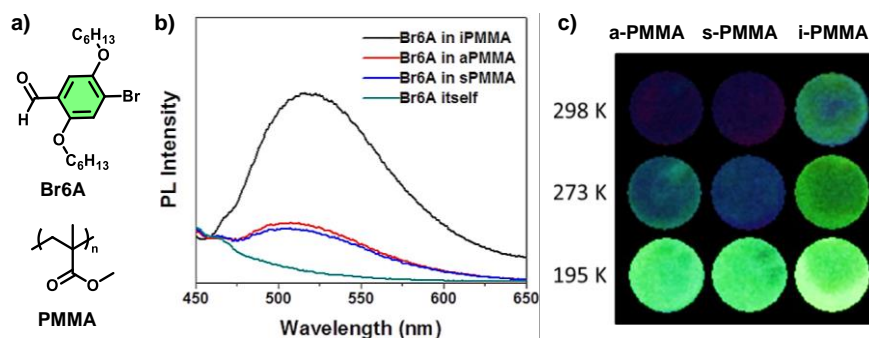 a)
C₆H₁₃
O
O
Br
H
O
C₆H₁₃
Br6A
n
O
O
PMMA
b)
Br6A in iPMMA
Br6A in aPMMA
Br6A in sPMMA
Br6A itself
PL Intensity
450 500 550 600 650
Wavelength (nm)
c)
a-PMMA s-PMMA i-PMMA
298 K
273 K
195 K